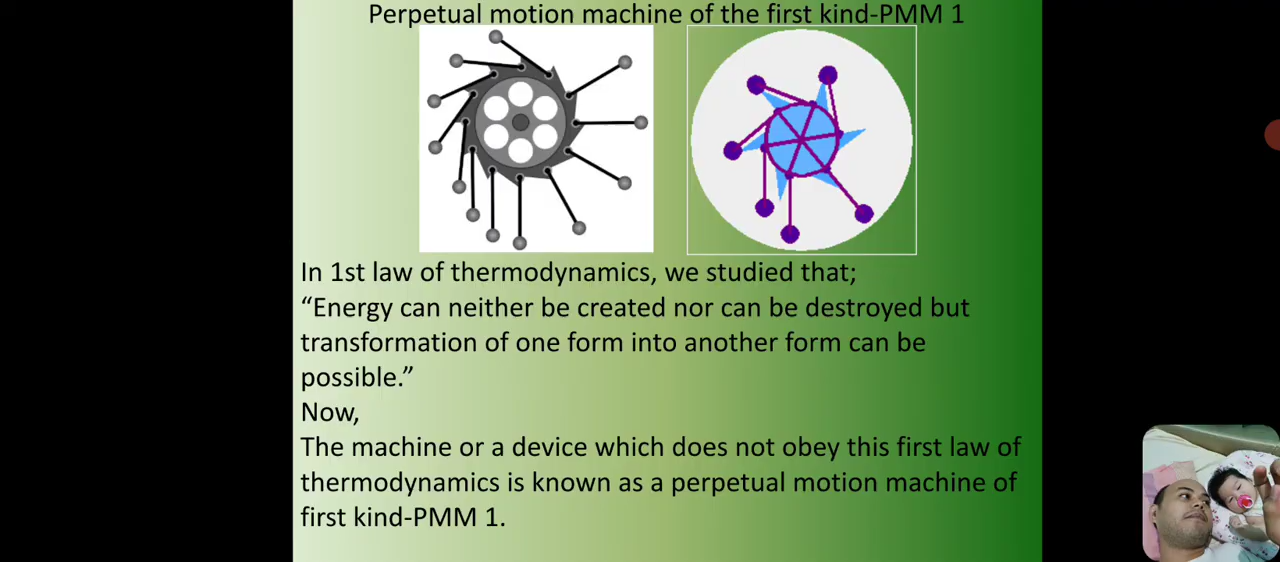 Perpetual motion machine of the first kind-PMM 1
In 1st law of thermodynamics, we studied that;
“Energy can neither be created nor can be destroyed but
transformation of one form into another form can be
possible.”
Now,
The machine or a device which does not obey this first law of
thermodynamics is known as a perpetual motion machine of
first kind-PMM 1.